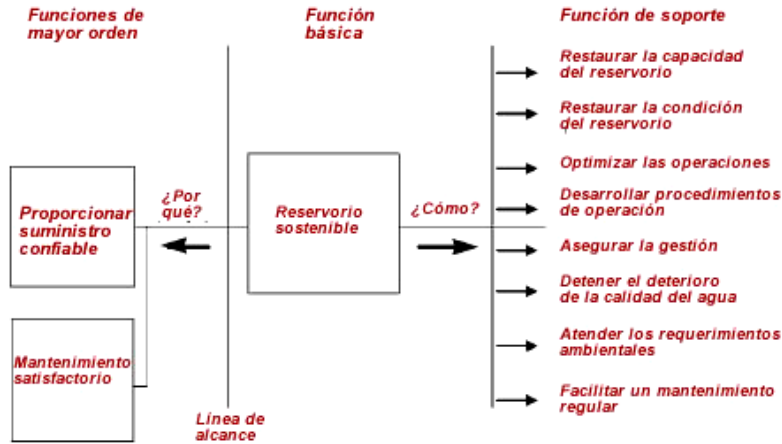 Funciones de
mayor orden
Función
básica
Función de soporte
Restaurar la capacidad
del reservorio
Restaurar la condición
del reservorio
Optimizar las operaciones
Desarrollar procedimientos
de operación
Asegurar la gestión
Detener el deterioro
de la calidad del agua
Atender los requerimientos
ambientales
Facilitar un mantenimiento
regular
Proporcionar
suministro
confiable
¿Por
qué?
Reservorio
sostenible
¿Cómo?
Mantenimiento
satisfactorio
Línea de
alcance